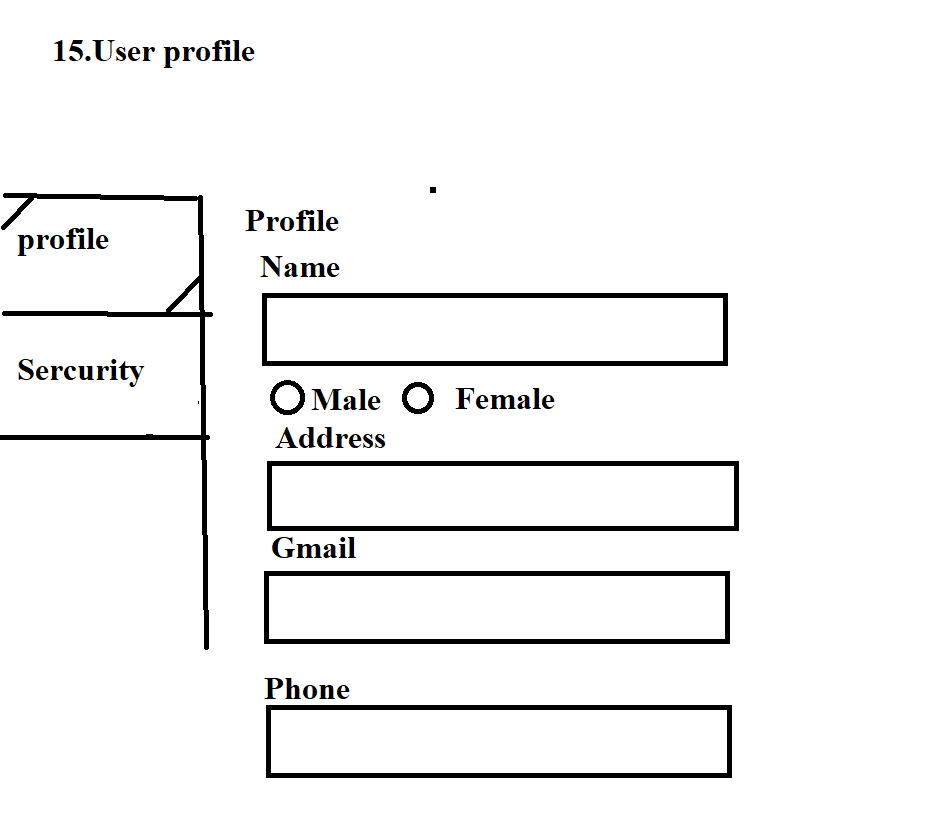 15.User profile
profile
Sercurity
Profile
Name
Male Female
Address
Gmail
Phone